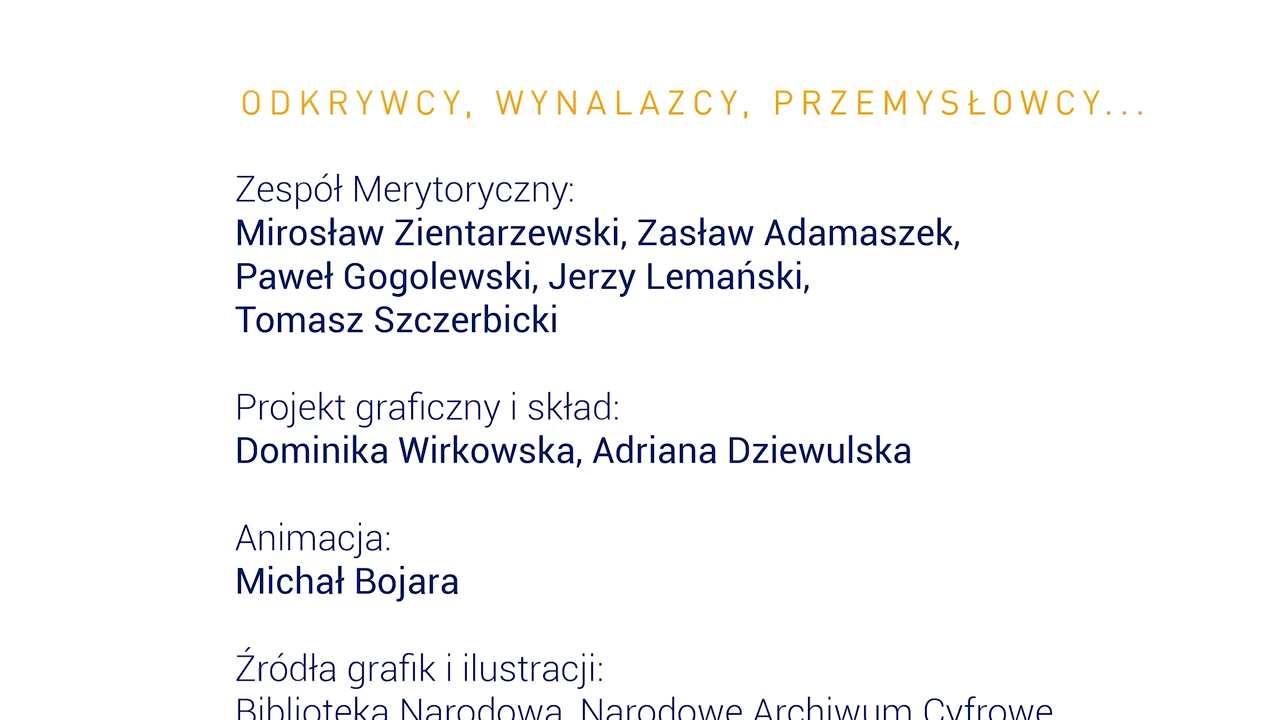 ODKRYWCY, WYNALAZCY, PRZEMYSŁOWCY...
Zespół Merytoryczny:
Mirosław Zientarzewski, Zasław Adamaszek,
Paweł Gogolewski, Jerzy Lemański,
Tomasz Szczerbicki
Projekt graficzny i skład:
Dominika Wirkowska, Adriana Dziewulska
Animacja:
Michał Bojara
Źródła grafik i ilustracji:
Biblioteka Narodowa, Narodowe Archiwum Cyfrowe